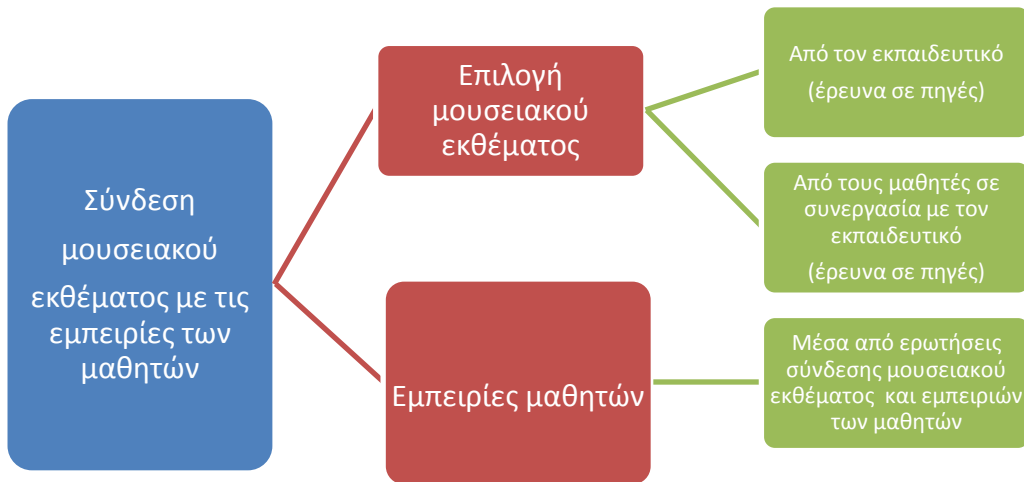 Σύνδεση
μουσειακού
εκθέματος με τις
εμπειρίες των
μαθητών
Επιλογή
μουσειακού
εκθέματος
Από τον εκπαιδευτικό
(έρευνα σε πηγές)
Από τους μαθητές σε
συνεργασία με τον
εκπαιδευτικό
(έρευνα σε πηγές)
Εμπειρίες μαθητών
Μέσα από ερωτήσεις
σύνδεσης μουσειακού
εκθέματος και εμπειριών
των μαθητών